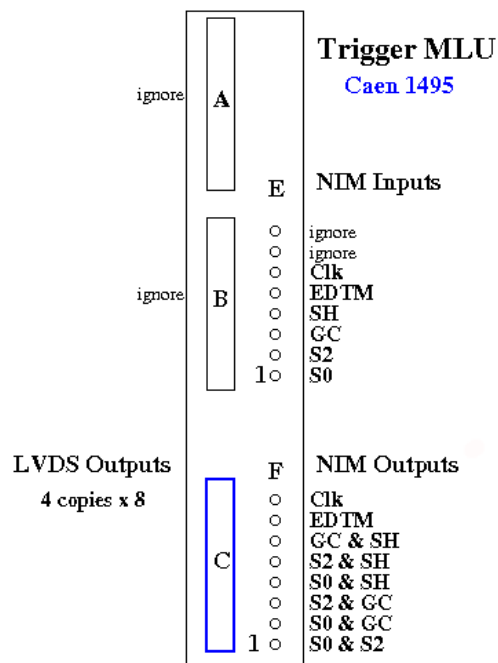 Trigger MLU
Caen 1495
ignore
A
E
NIM Inputs
ignore
ignore
Clk
ignore
B
EDTM
SH
GC
S2
1
S0
LVDS Outputs
4 copies x 8
F
NIM Outputs
Clk
EDTM
GC & SH
C
S2 & SH
S0 & SH
S2 & GC
S0 & GC
1
S0 & S2